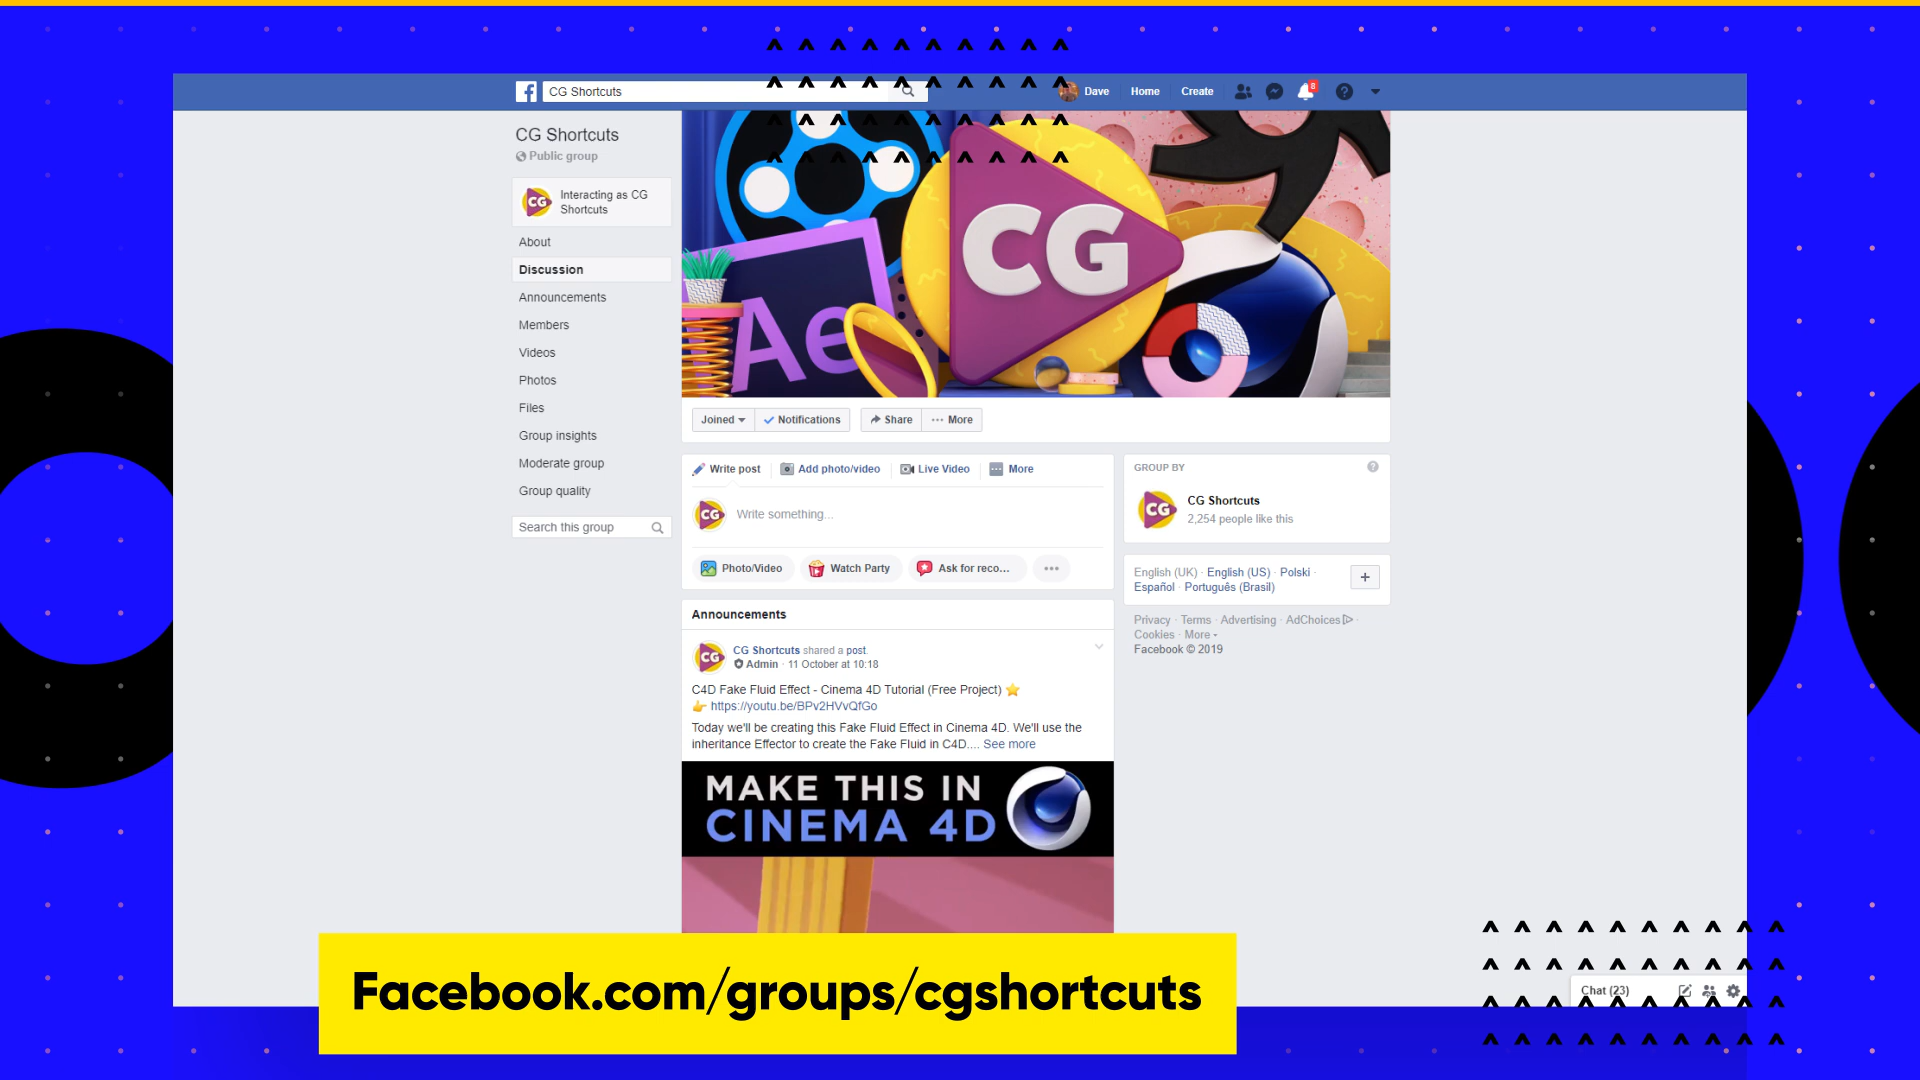 CG Shortcuts
Dave
Home
Create
8
CG Shortcuts
Public group
CG
Interacting as CG
Shortcuts
About
Discussion
Announcements
Members
Videos
Photos
Files
Group insights
Moderate group
Group quality
Search this group
Ae
CG
Joined
Notifications
Share
More
Write post
Add photo/video
Live Video
More
CG
Write something...
Photo/Video
Watch Party
Ask for reco...
GROUP BY
CG
CG Shortcuts
2,254 people like this
English (UK) · English (US) · Polski ·
Español · Português (Brasil)
Privacy · Terms · Advertising · AdChoices ·
Cookies · More
Facebook © 2019
Announcements
CG
CG Shortcuts shared a post.
Admin · 11 October at 10:18
C4D Fake Fluid Effect - Cinema 4D Tutorial (Free Project) ⭐
👉 https://youtu.be/BPv2HVvQfGo
Today we'll be creating this Fake Fluid Effect in Cinema 4D. We'll use the
inheritance Effector to create the Fake Fluid in C4D.... See more
MAKE THIS IN
CINEMA 4D
Chat (23)
Facebook.com/groups/cgshortcuts